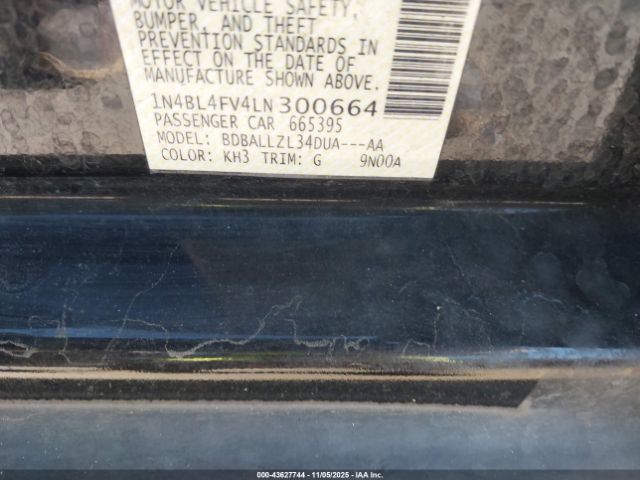 MOTOR VEHICLE SAFETY,
BUMPER, AND THEFT
PREVENTION STANDARDS IN
EFFECT ON THE DATE OF
MANUFACTURE SHOWN ABOVE.
1N4BL4FV4LN300664
PASSENGER CAR 665395
MODEL: BDBALLZL34DUA---AA
COLOR: KH3 TRIM: G 9N00A
000-43627744 - 11/05/2025 - IAA Inc.